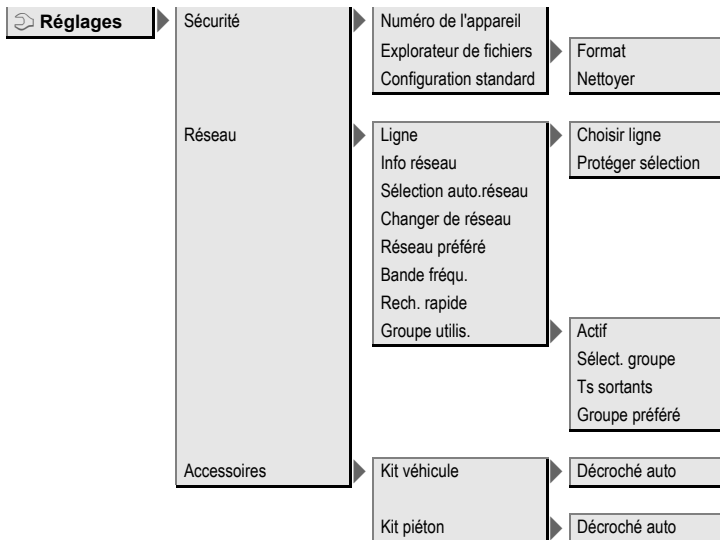 Réglages
Sécurité
Numéro de l'appareil
Explorateur de fichiers
Format
Configuration standard
Nettoyer
Réseau
Ligne
Choisir ligne
Info réseau
Protéger sélection
Sélection auto.réseau
Changer de réseau
Réseau préféré
Bande fréqu.
Rech. rapide
Groupe utilis.
Actif
Sélect. groupe
Ts sortants
Groupe préféré
Accessoires
Kit véhicule
Décroché auto
Kit piéton
Décroché auto